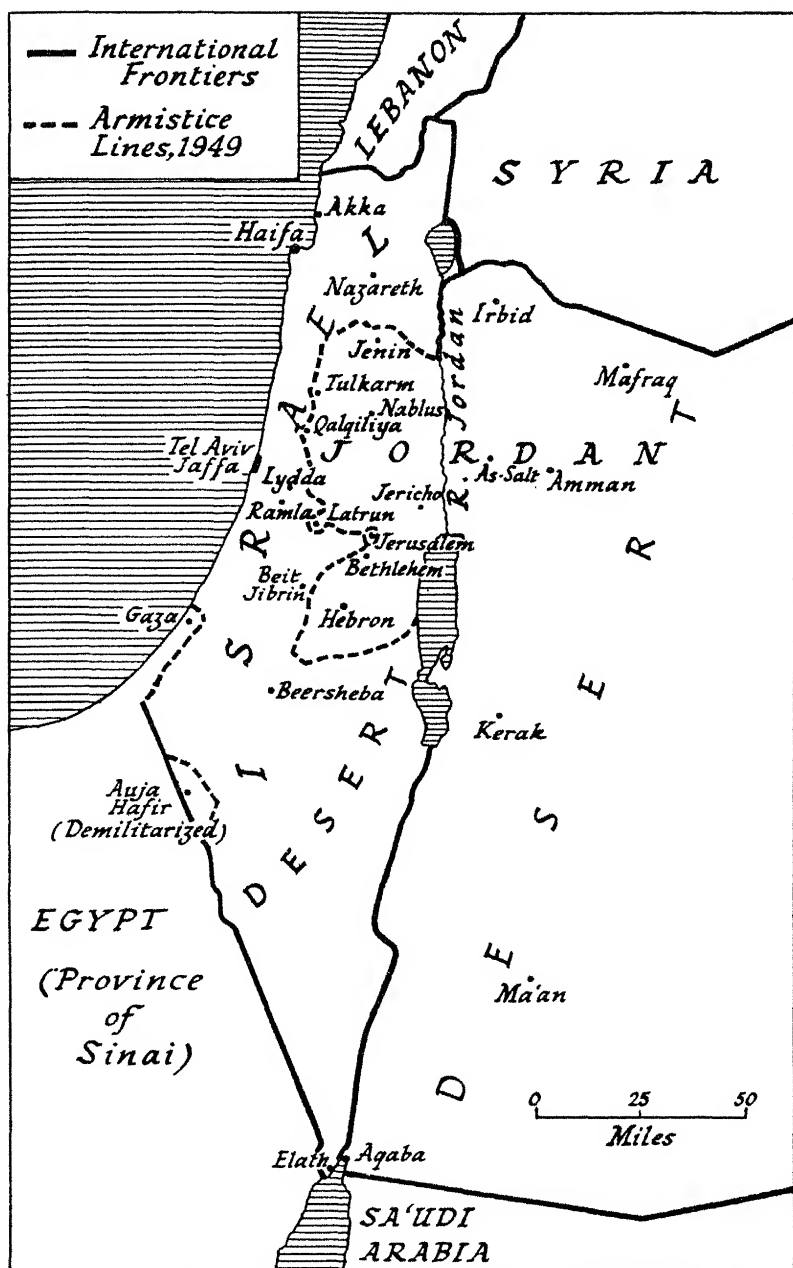 International
Frontiers
Armistice
Lines, 1949
LEBANON
SYRIA
Akka
Haifa
Nazareth
Irbid
Jenin
Mafraq
Tulkarm
Nablus
Jordan
Qalqiliya
Tel Aviv
Jaffa
JORDAN
As-Salt
Amman
Lydda
Jericho
Ramla
Latrun
Jerusalem
Bethlehem
Beit
Jibrin
Gaza
Hebron
ISRAEL
Beersheba
Kerak
DESERT
DESERT
Auja
Hafir
(Demilitarized)
EGYPT
(Province
of
Sinai)
Ma'an
0 25 50
Miles
Elath
Aqaba
SA'UDI
ARABIA